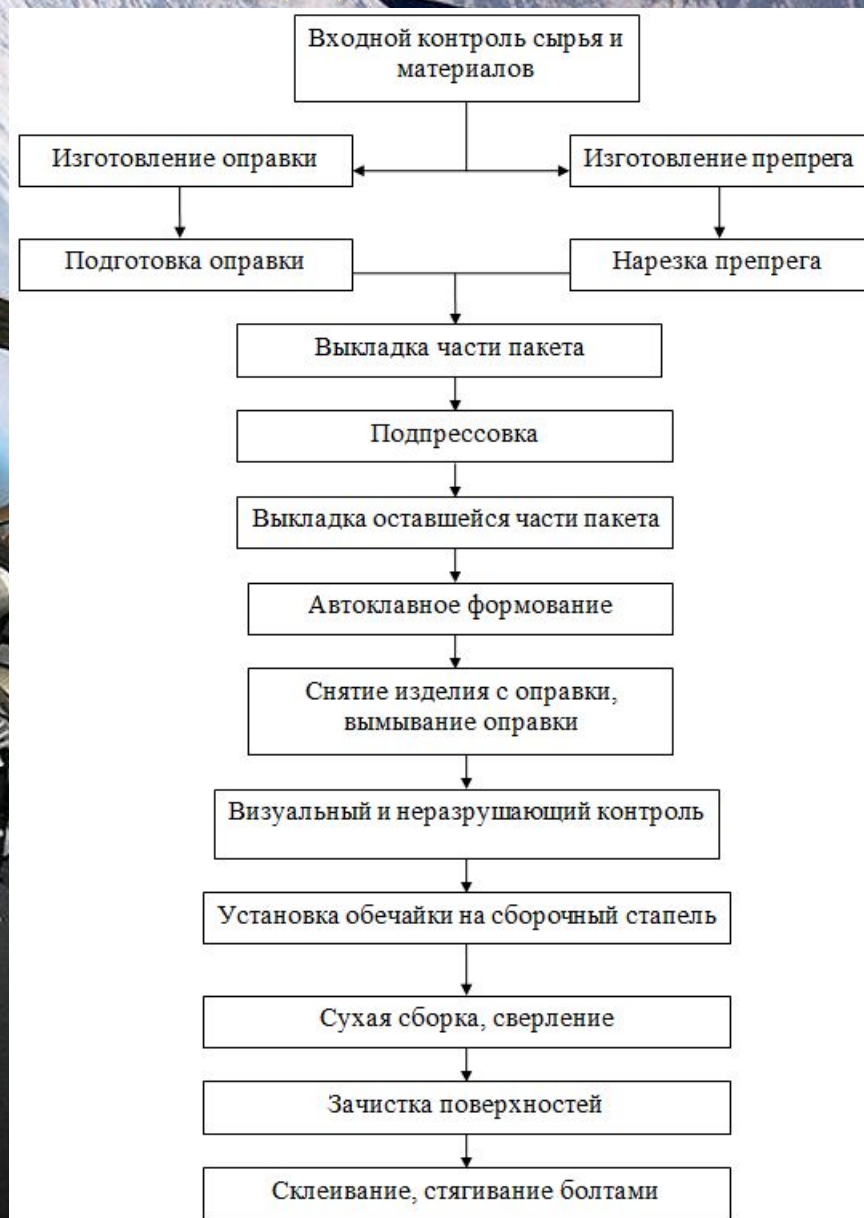 Входной контроль сырья и
материалов
Изготовление оправки
Изготовление препрега
Подготовка оправки
Нарезка препрега
Выкладка части пакета
Подпрессовка
Выкладка оставшейся части пакета
Автоклавное формование
Снятие изделия с оправки,
вымывание оправки
Визуальный и неразрушающий контроль
Установка обечайки на сборочный стапель
Сухая сборка, сверление
Зачистка поверхностей
Склеивание, стягивание болтами